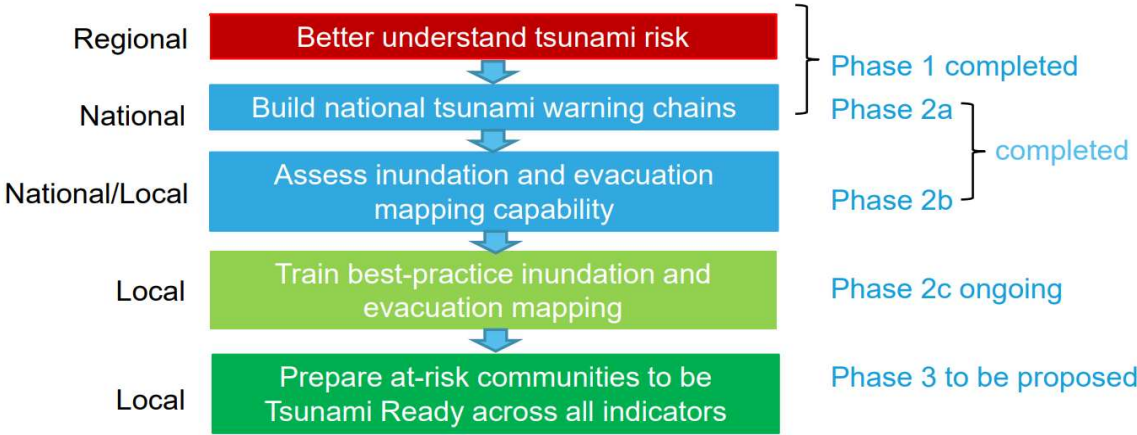 Regional
Better understand tsunami risk
Phase 1 completed
National
Build national tsunami warning chains
Phase 2a
completed
National/Local
Assess inundation and evacuation
mapping capability
Phase 2b
Local
Train best-practice inundation and
evacuation mapping
Phase 2c ongoing
Local
Prepare at-risk communities to be
Tsunami Ready across all indicators
Phase 3 to be proposed